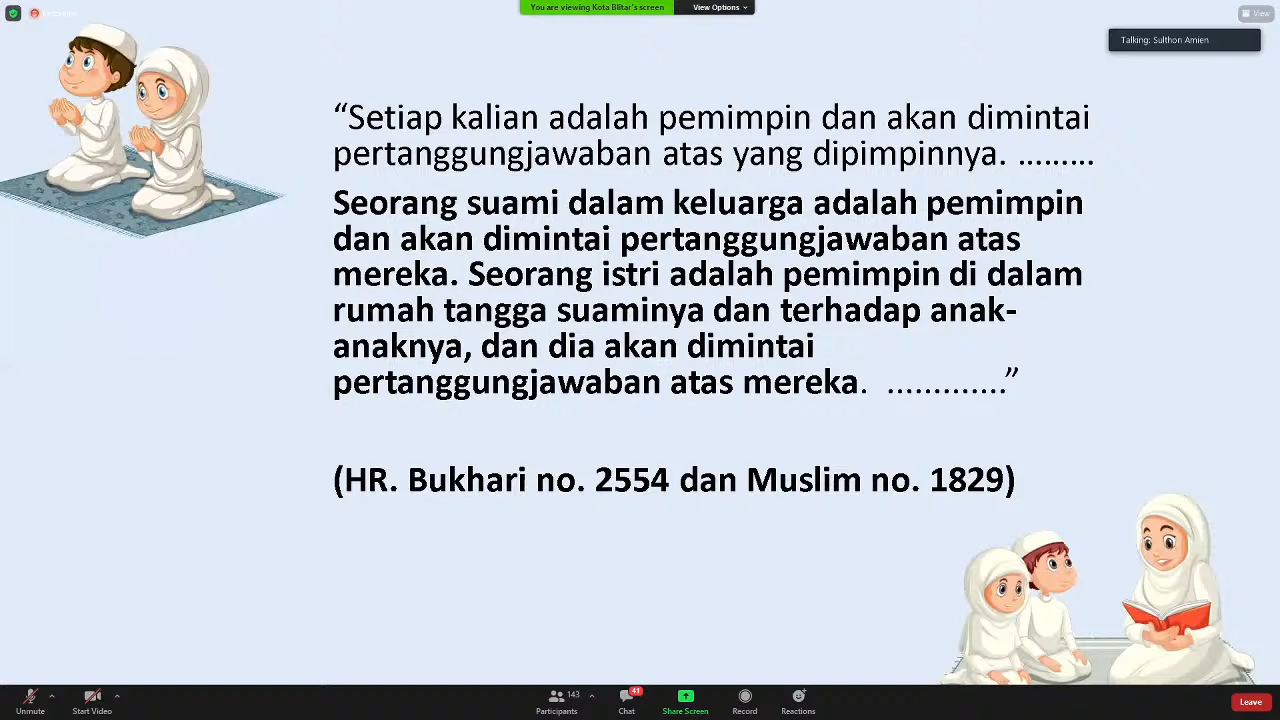 You are viewing Kota Blitar's screen
View Options
View
Talking: Sulthon Amien
“Setiap kalian adalah pemimpin dan akan dimintai
pertanggungjawaban atas yang dipimpinnya. .........
Seorang suami dalam keluarga adalah pemimpin
dan akan dimintai pertanggungjawaban atas
mereka. Seorang istri adalah pemimpin di dalam
rumah tangga suaminya dan terhadap anak-
anaknya, dan dia akan dimintai
pertanggungjawaban atas mereka. .............”
(HR. Bukhari no. 2554 dan Muslim no. 1829)
Unmute
Start Video
143
Participants
41
Chat
Share Screen
Record
Reactions
Leave